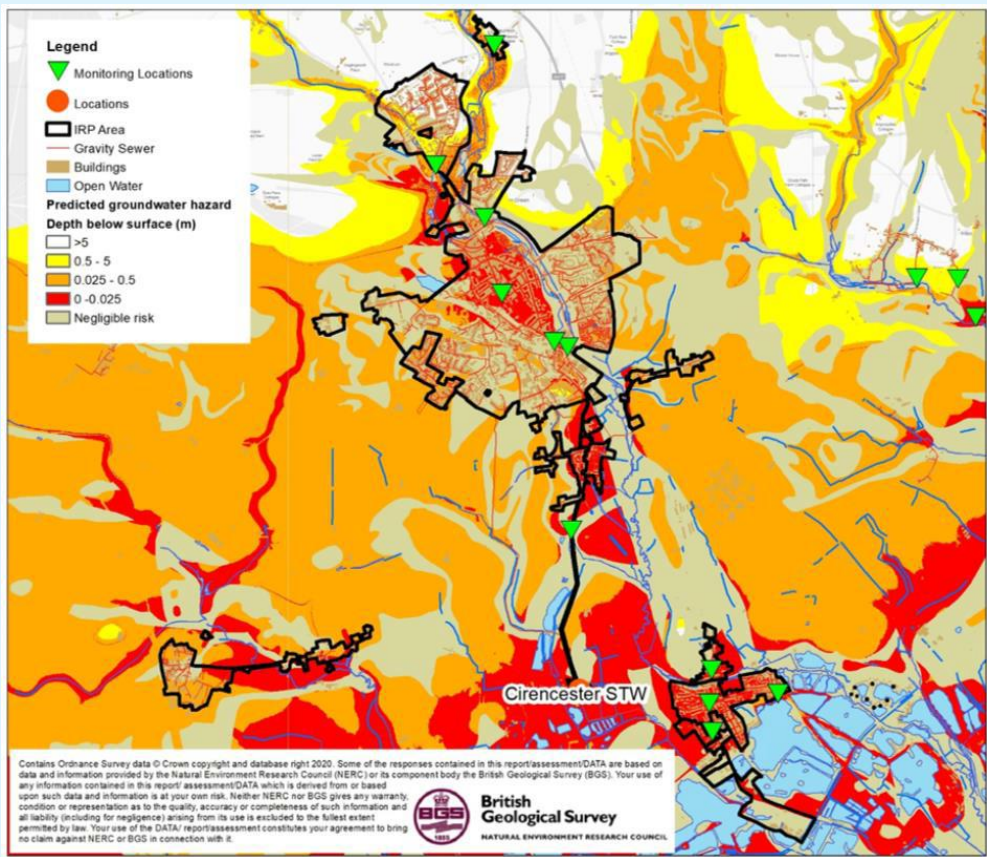 Legend
Monitoring Locations
Locations
IRP Area
Gravity Sewer
Buildings
Open Water
Predicted groundwater hazard
Depth below surface (m)
>5
0.5 - 5
0.025 - 0.5
0 -0.025
Negligible risk
Cirencester STW
Contains Ordnance Survey data © Crown copyright and database right 2020. Some of the responses contained in this report/assessment/DATA are based on
data and information provided by the Natural Environment Research Council (NERC) or its component body the British Geological Survey (BGS). Your use of
any information contained in this report/ assessment/DATA which is derived from or based
upon such data and information is at your own risk. Neither NERC nor BGS gives any warranty,
condition or representation as to the quality, accuracy or completeness of such information and
all liability (including for negligence) arising from its use is excluded to the fullest extent
permitted by law. Your use of the DATA/ report/assessment constitutes your agreement to bring
no claim against NERC or BGS in connection with it.
BGS
1835
British
Geological Survey
NATURAL ENVIRONMENT RESEARCH COUNCIL